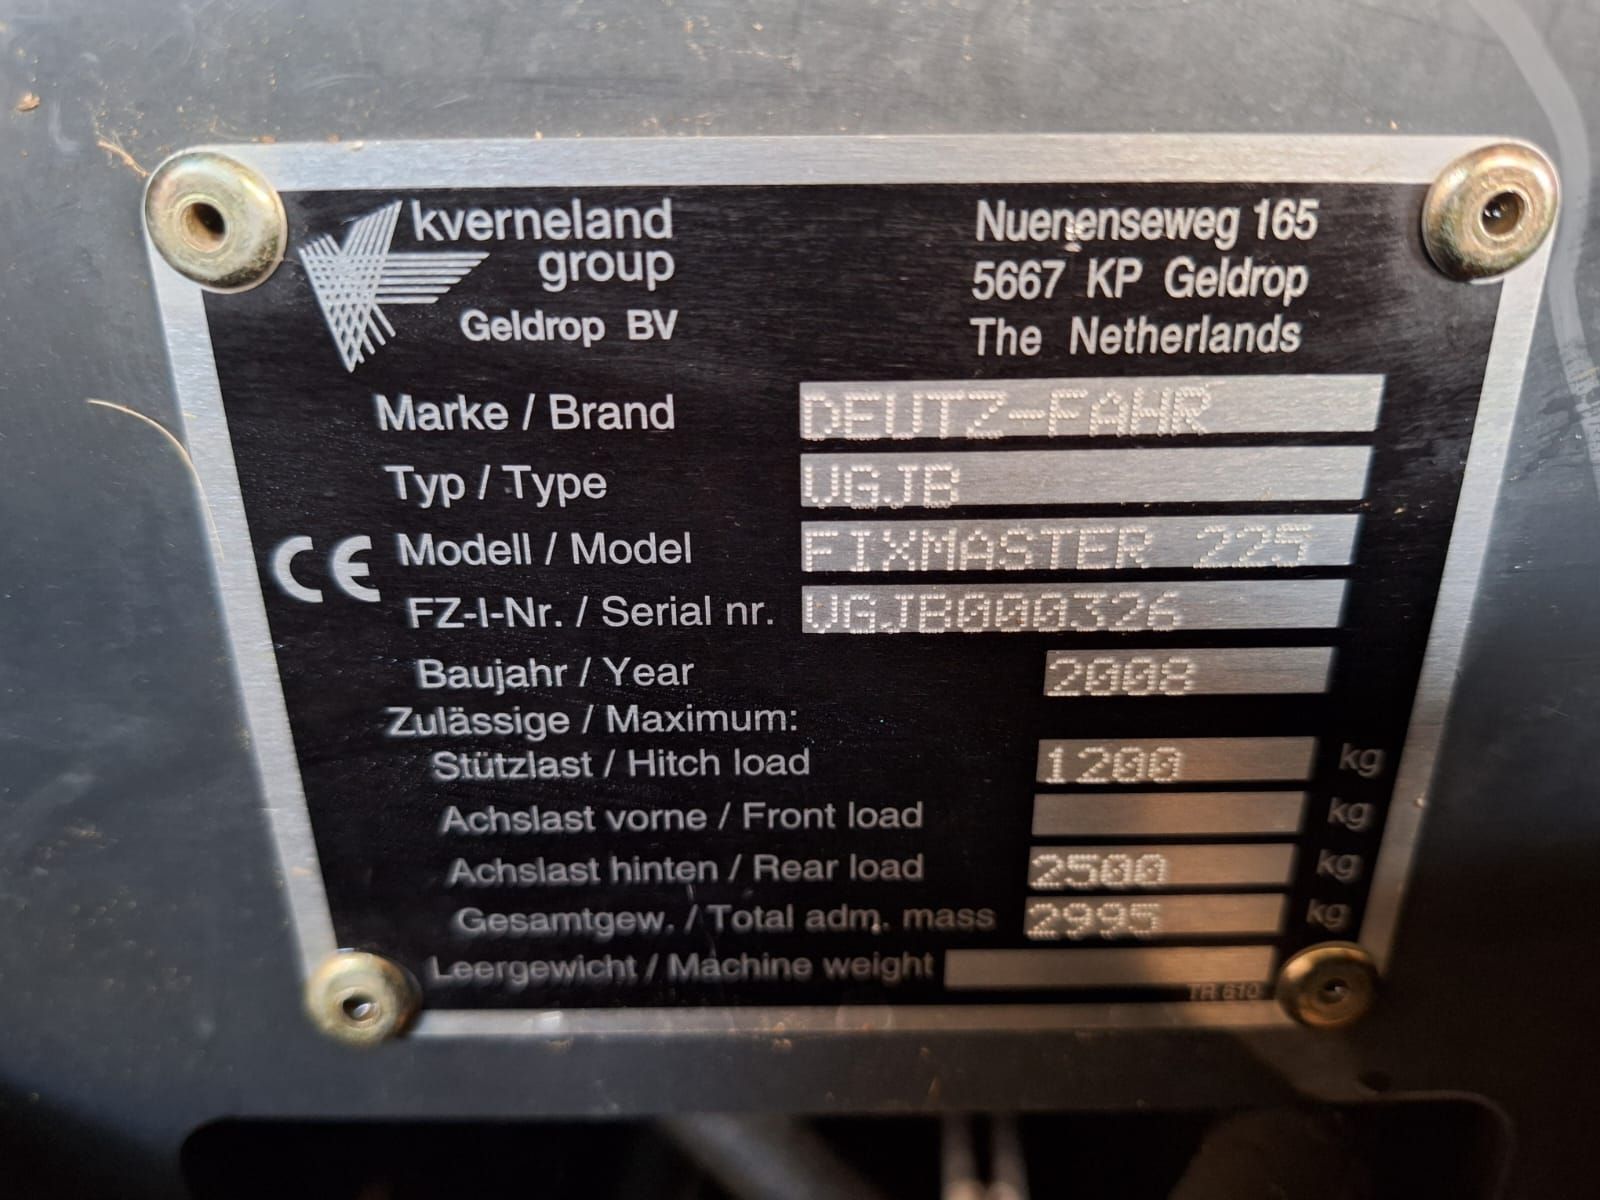 kverneland
group
Geldrop BV
Nuenenseweg 165
5667 KP Geldrop
The Netherlands
Marke / Brand DEUTZ-FAHR
Typ / Type VGJB
Modell / Model FIXMASTER 225
FZ-I-Nr. / Serial nr. VGJB000326
Baujahr / Year 2008
Zulässige / Maximum:
Stützlast / Hitch load 1200 kg
Achslast vorne / Front load kg
Achslast hinten / Rear load 2500 kg
Gesamtgew. / Total adm. mass 2995 kg
Leergewicht / Machine weight
TR 610
CE